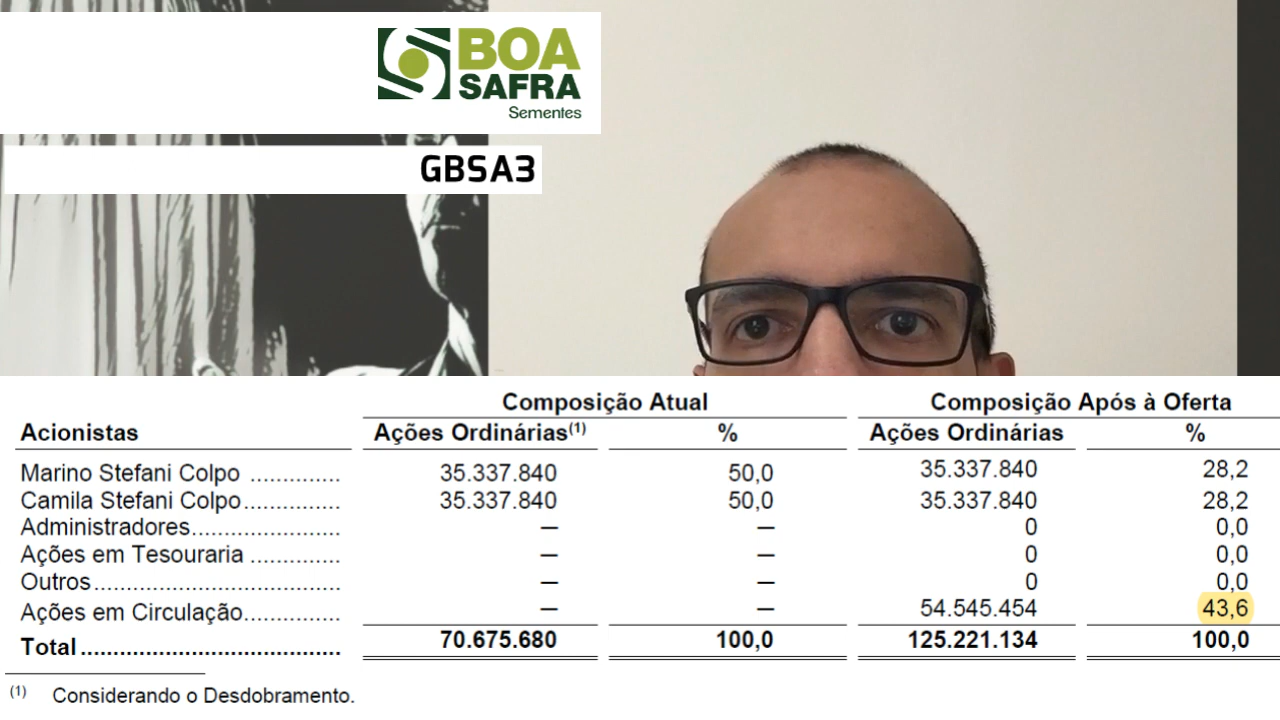 BOA
SAFRA
Sementes
GBSA3
Composição Atual Composição Após à Oferta
Acionistas Ações Ordinárias(1) % Ações Ordinárias %
Marino Stefani Colpo .............. 35.337.840 50,0 35.337.840 28,2
Camila Stefani Colpo............... 35.337.840 50,0 35.337.840 28,2
Administradores....................... — — 0 0,0
Ações em Tesouraria .............. — — 0 0,0
Outros...................................... — — 0 0,0
Ações em Circulação............... — — 54.545.454 43,6
Total ........................................ 70.675.680 100,0 125.221.134 100,0
(1) Considerando o Desdobramento.